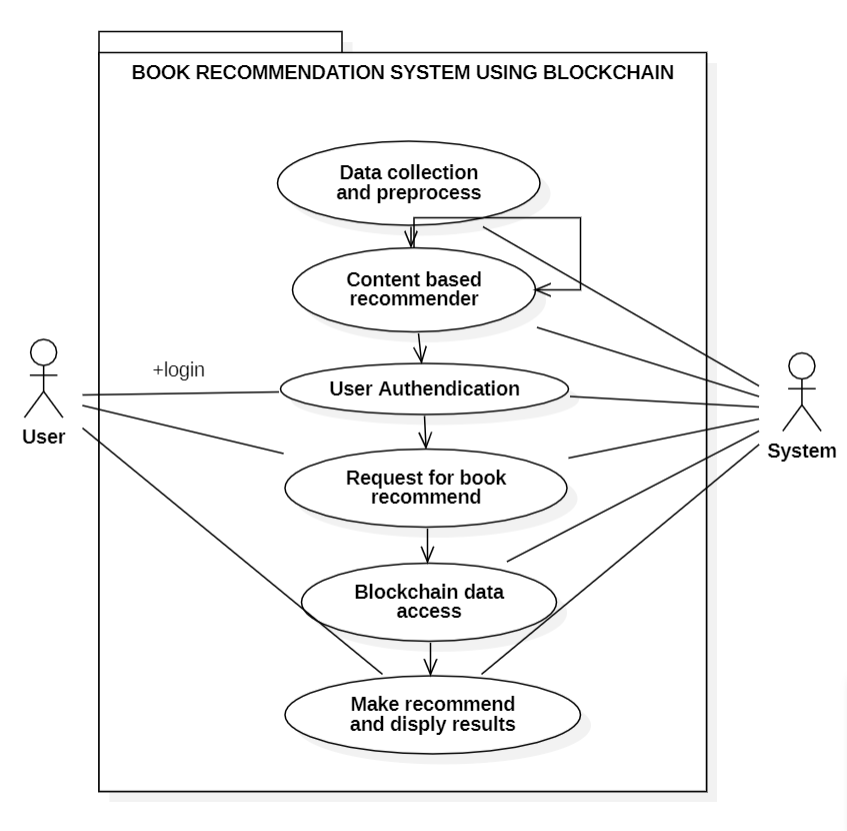 BOOK RECOMMENDATION SYSTEM USING BLOCKCHAIN
Data collection
and preprocess
Content based
recommender
+login
User Authendication
User
System
Request for book
recommend
Blockchain data
access
Make recommend
and disply results